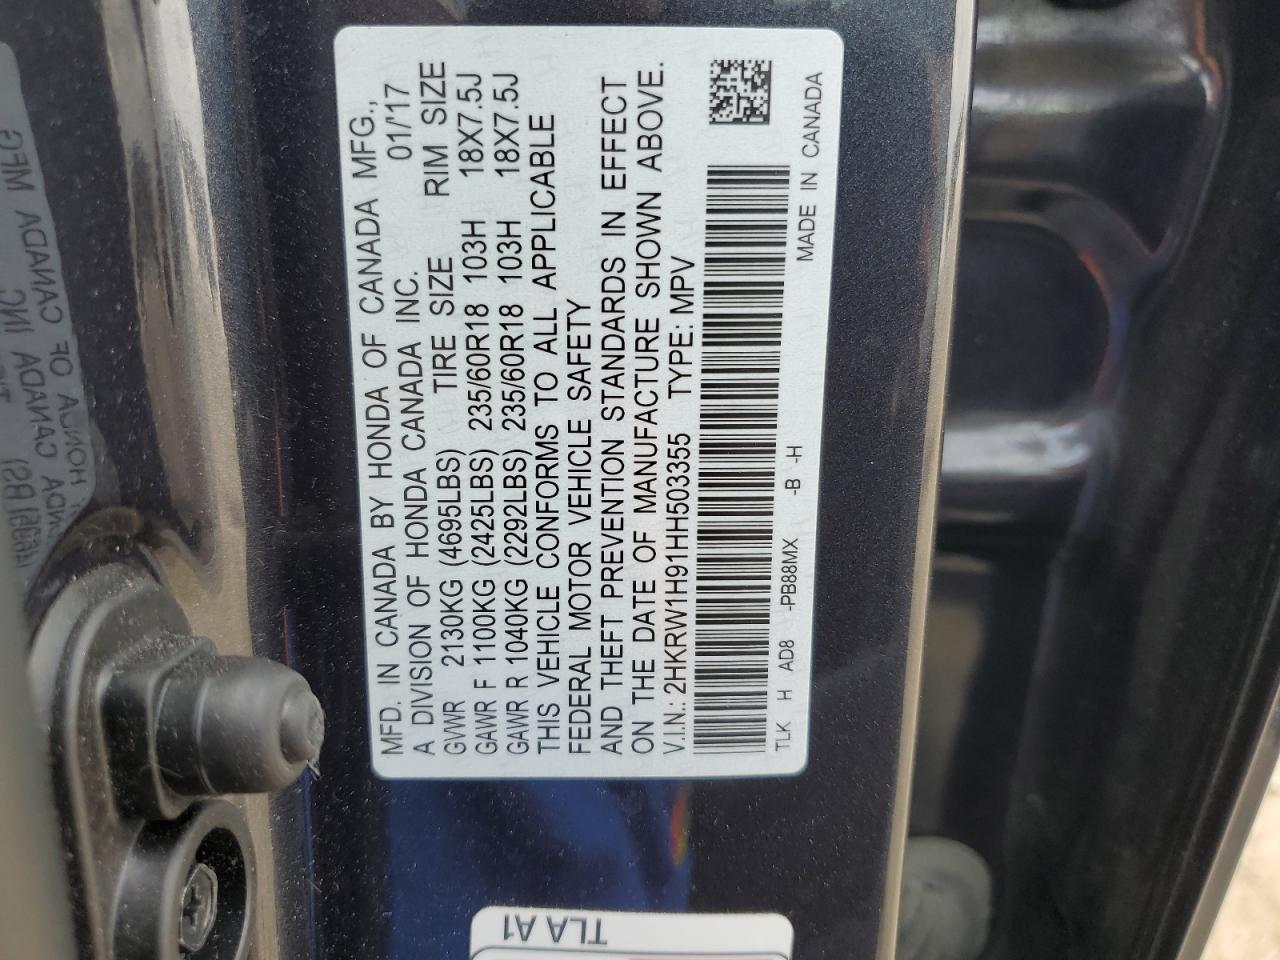 MFD. IN CANADA BY HONDA OF CANADA MFG.,
A DIVISION OF HONDA CANADA INC. 01/'17
GVWR 2130KG (4695LBS) TIRE SIZE RIM SIZE
GAWR F 1100KG (2425LBS) 235/60R18 103H 18X7.5J
GAWR R 1040KG (2292LBS) 235/60R18 103H 18X7.5J
THIS VEHICLE CONFORMS TO ALL APPLICABLE
FEDERAL MOTOR VEHICLE SAFETY
AND THEFT PREVENTION STANDARDS IN EFFECT
ON THE DATE OF MANUFACTURE SHOWN ABOVE.
V.I.N.: 2HKRW1H91HH503355 TYPE: MPV
TLK H AD8 -PB88MX -B -H MADE IN CANADA
TLA A1